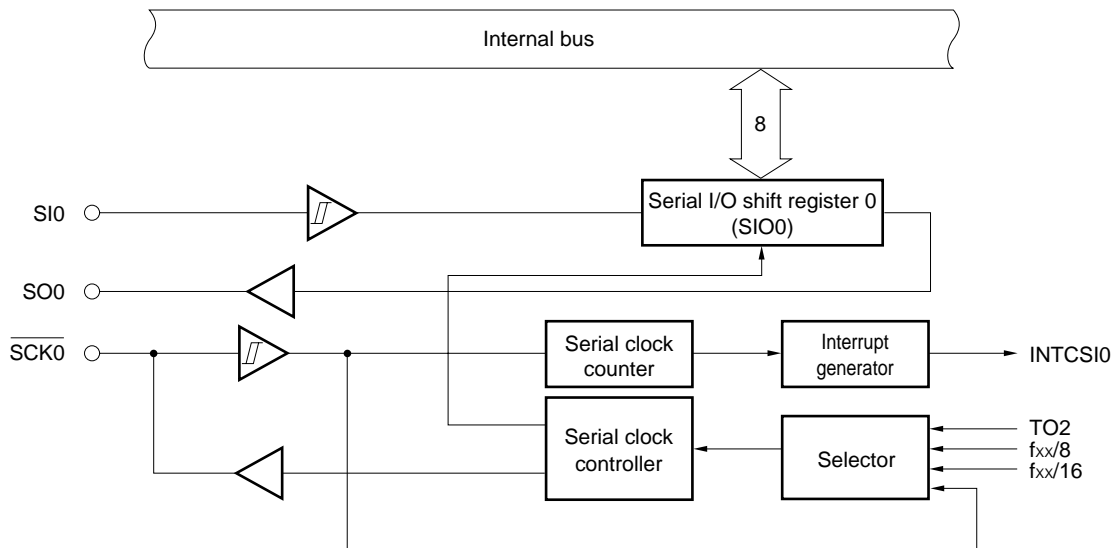 Internal bus
8
SI0
Serial I/O shift register 0
(SIO0)
SO0
SCK0
Serial clock
counter
Interrupt
generator
INTCSI0
Serial clock
controller
Selector
TO2
fxx/8
fxx/16